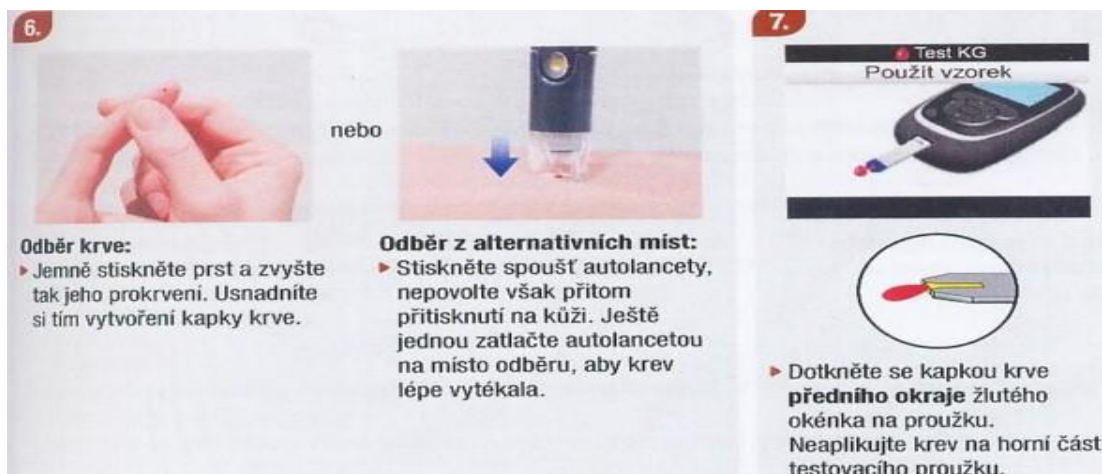 6.
nebo
Odběr krve:
▸ Jemně stiskněte prst a zvyšte
tak jeho prokrvení. Usnadníte
si tím vytvoření kapky krve.
Odběr z alternativních míst:
▸ Stiskněte spoušť autolancety,
nepovolte však přitom
přitisknutí na kůži. Ještě
jednou zatlačte autolancetou
na místo odběru, aby krev
lépe vytékala.
7.
Test KG
Použít vzorek
▸ Dotkněte se kapkou krve
předního okraje žlutého
okénka na proužku.
Neaplikujte krev na horní část
testovacího proužku.